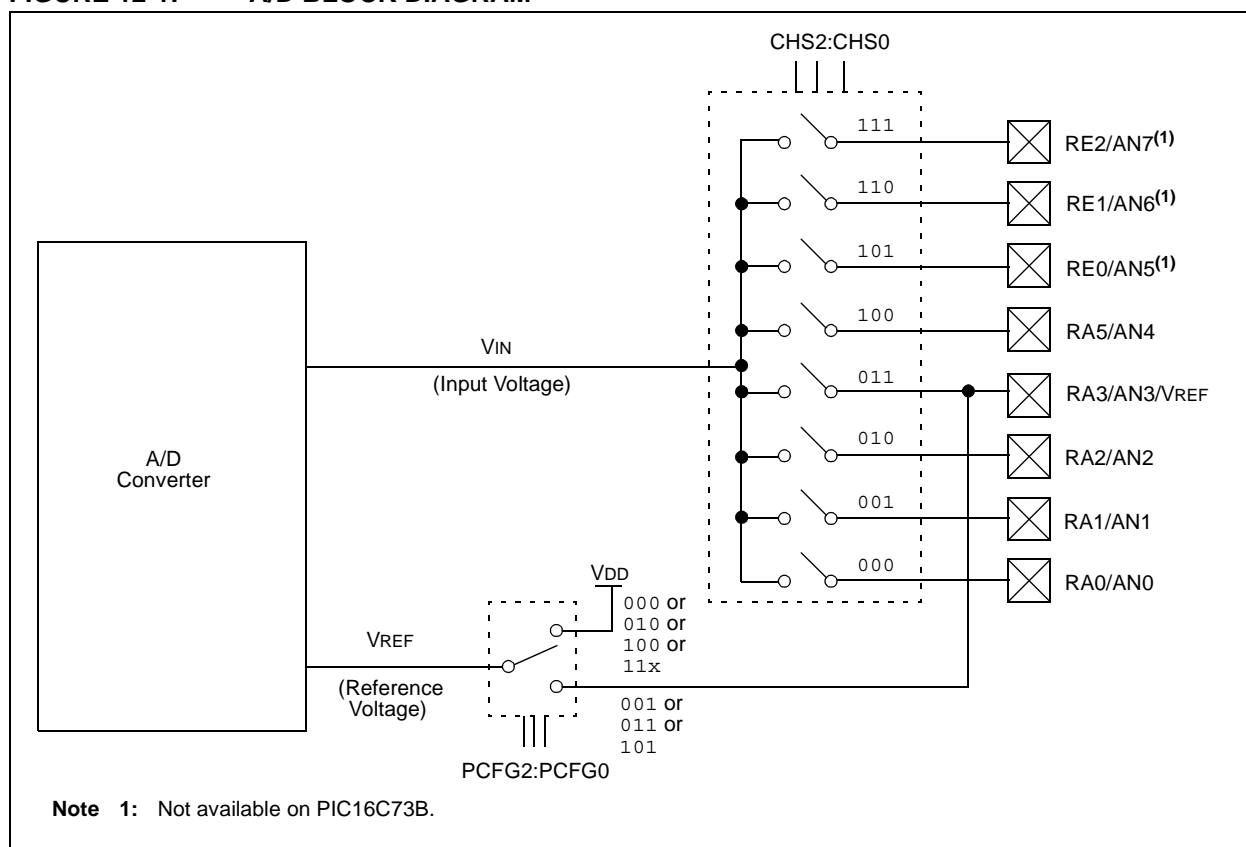 CHS2:CHS0
111
RE2/AN7(1)
110
RE1/AN6(1)
101
RE0/AN5(1)
100
RA5/AN4
VIN
(Input Voltage)
011
RA3/AN3/VREF
010
RA2/AN2
A/D
Converter
001
RA1/AN1
000
RA0/AN0
VDD
000 or
010 or
100 or
11x
VREF
(Reference
Voltage)
001 or
011 or
101
PCFG2:PCFG0
Note 1: Not available on PIC16C73B.